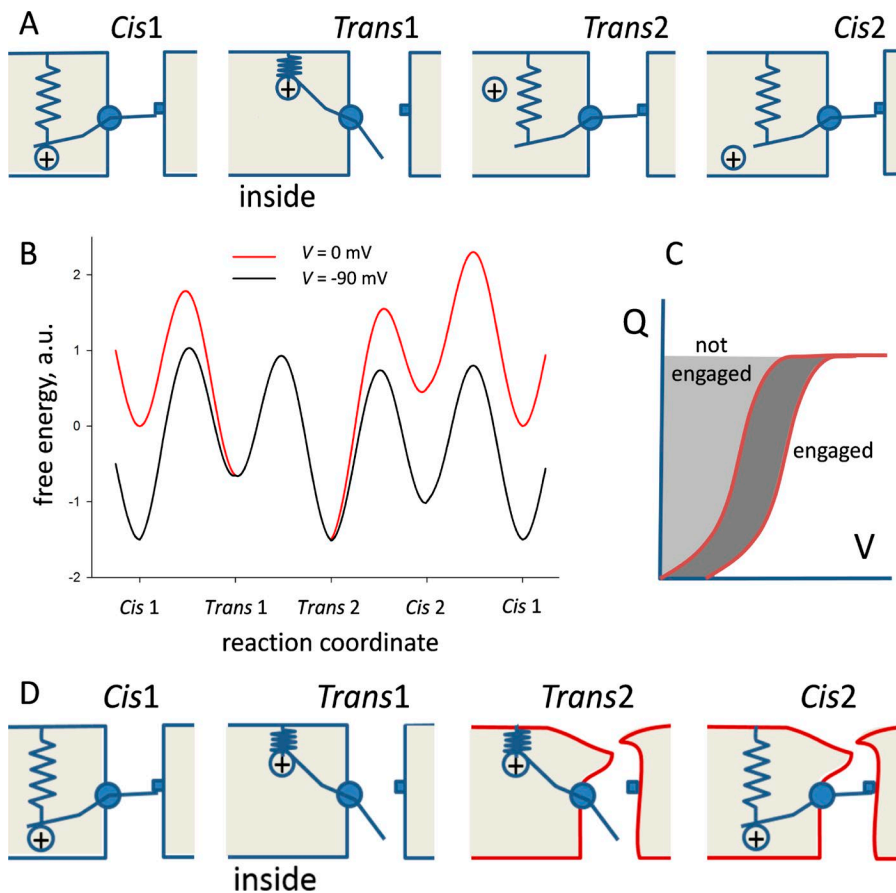 A
Cis1
Trans1
Trans2
Cis2
+
+
+
+
inside
B
V = 0 mV
V = -90 mV
2
1
0
-1
-2
free energy, a.u.
Cis 1
Trans 1
Trans 2
Cis 2
Cis 1
reaction coordinate
C
Q
not
engaged
engaged
V
D
Cis1
Trans1
Trans2
Cis2
+
+
+
+
inside